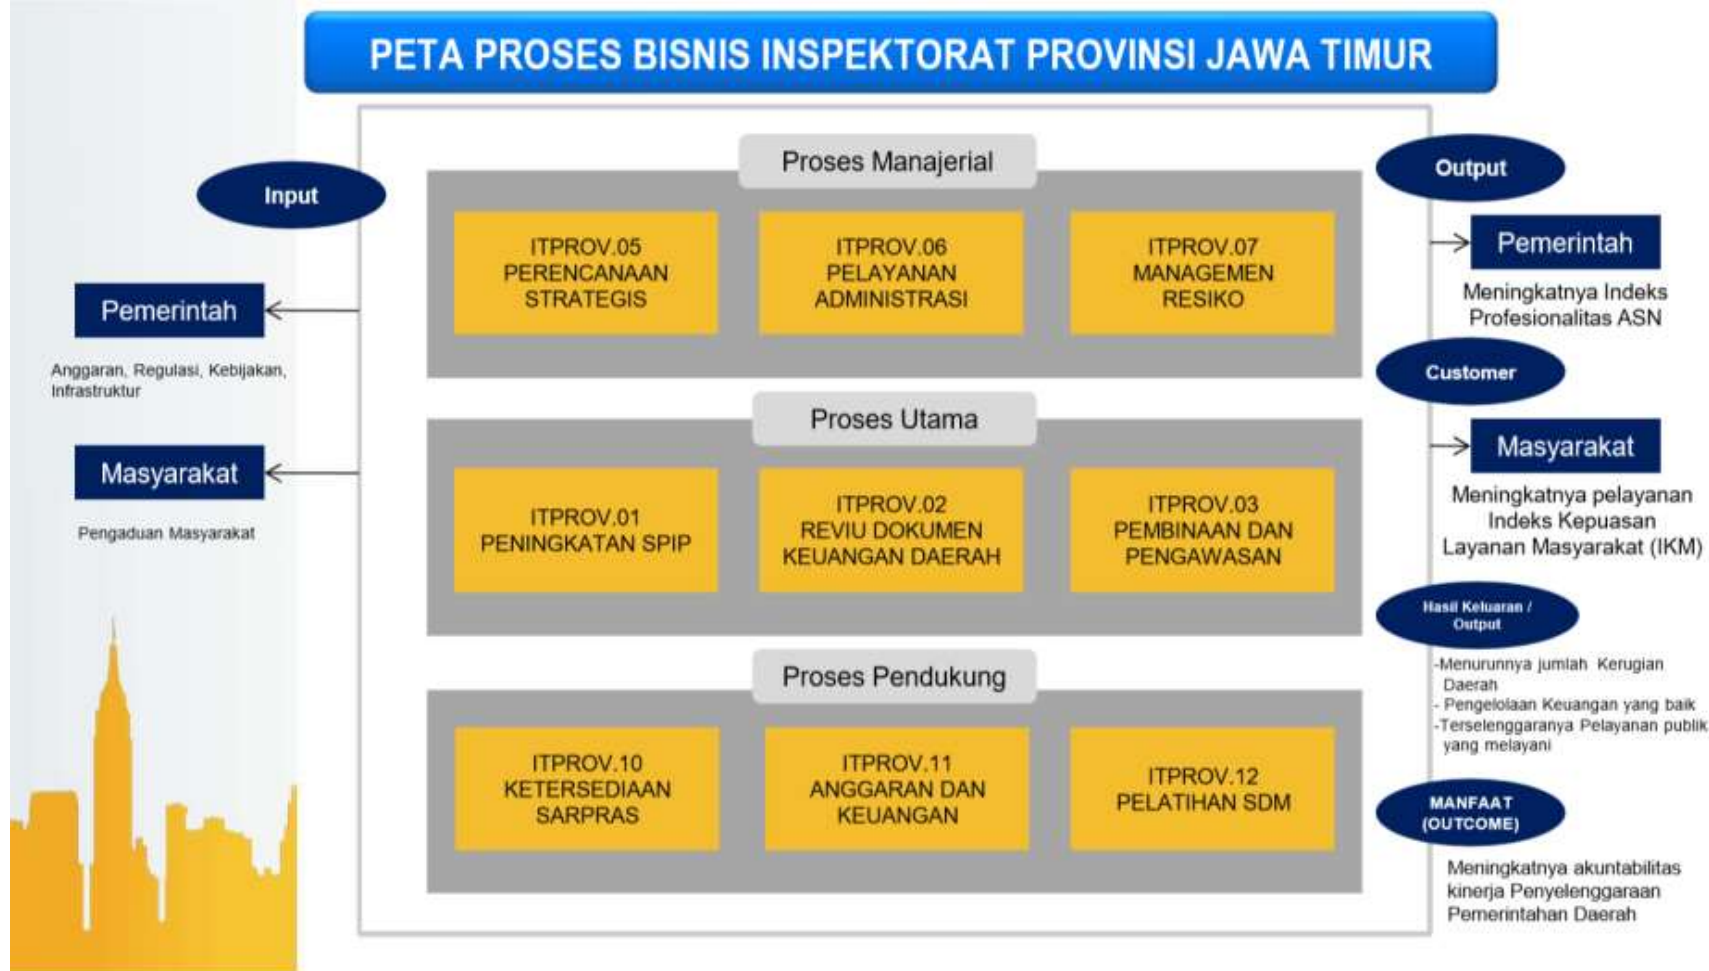 PETA PROSES BISNIS INSPEKTORAT PROVINSI JAWA TIMUR
Input
Pemerintah
Anggaran, Regulasi, Kebijakan,
Infrastruktur
Masyarakat
Pengaduan Masyarakat
Proses Manajerial
ITPROV.05
PERENCANAAN
STRATEGIS
ITPROV.06
PELAYANAN
ADMINISTRASI
ITPROV.07
MANAGEMEN
RESIKO
Proses Utama
ITPROV.01
PENINGKATAN SPIP
ITPROV.02
REVIU DOKUMEN
KEUANGAN DAERAH
ITPROV.03
PEMBINAAN DAN
PENGAWASAN
Proses Pendukung
ITPROV.10
KETERSEDIAAN
SARPRAS
ITPROV.11
ANGGARAN DAN
KEUANGAN
ITPROV.12
PELATIHAN SDM
Output
Pemerintah
Meningkatnya Indeks
Profesionalitas ASN
Customer
Masyarakat
Meningkatnya pelayanan
Indeks Kepuasan
Layanan Masyarakat (IKM)
Hasil Keluaran /
Output
-Menurunnya jumlah Kerugian
Daerah
- Pengelolaan Keuangan yang baik
-Terselenggaranya Pelayanan publik
yang melayani
MANFAAT
(OUTCOME)
Meningkatnya akuntabilitas
kinerja Penyelenggaraan
Pemerintahan Daerah